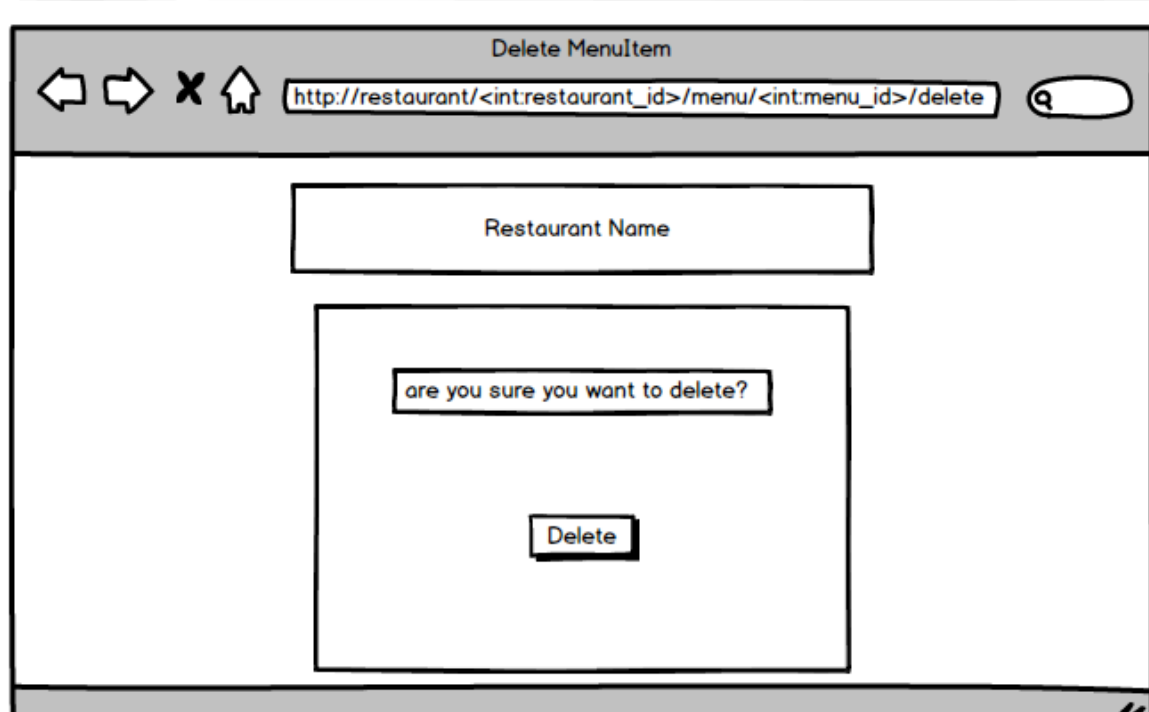 Delete MenuItem
http://restaurant/<int:restaurant_id>/menu/<int:menu_id>/delete
Restaurant Name
are you sure you want to delete?
Delete